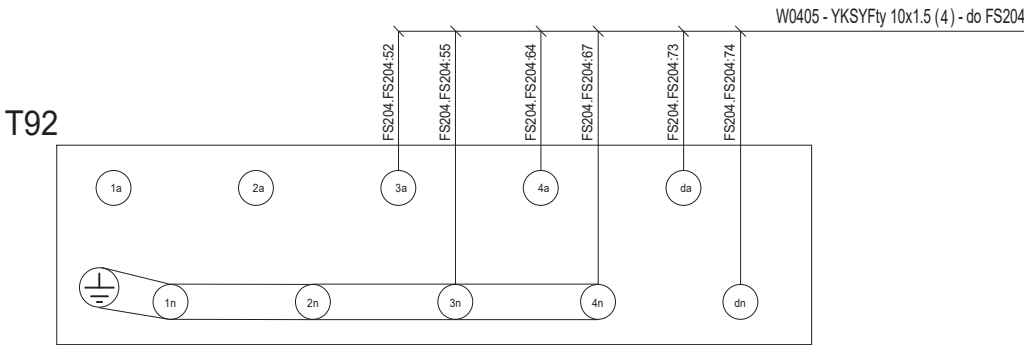 W0405 - YKSYFty 10x1.5 (4) - do FS204
FS204.FS204:52
FS204.FS204:55
FS204.FS204:64
FS204.FS204:67
FS204.FS204:73
FS204.FS204:74
T92
1a
2a
3a
4a
da
1n
2n
3n
4n
dn